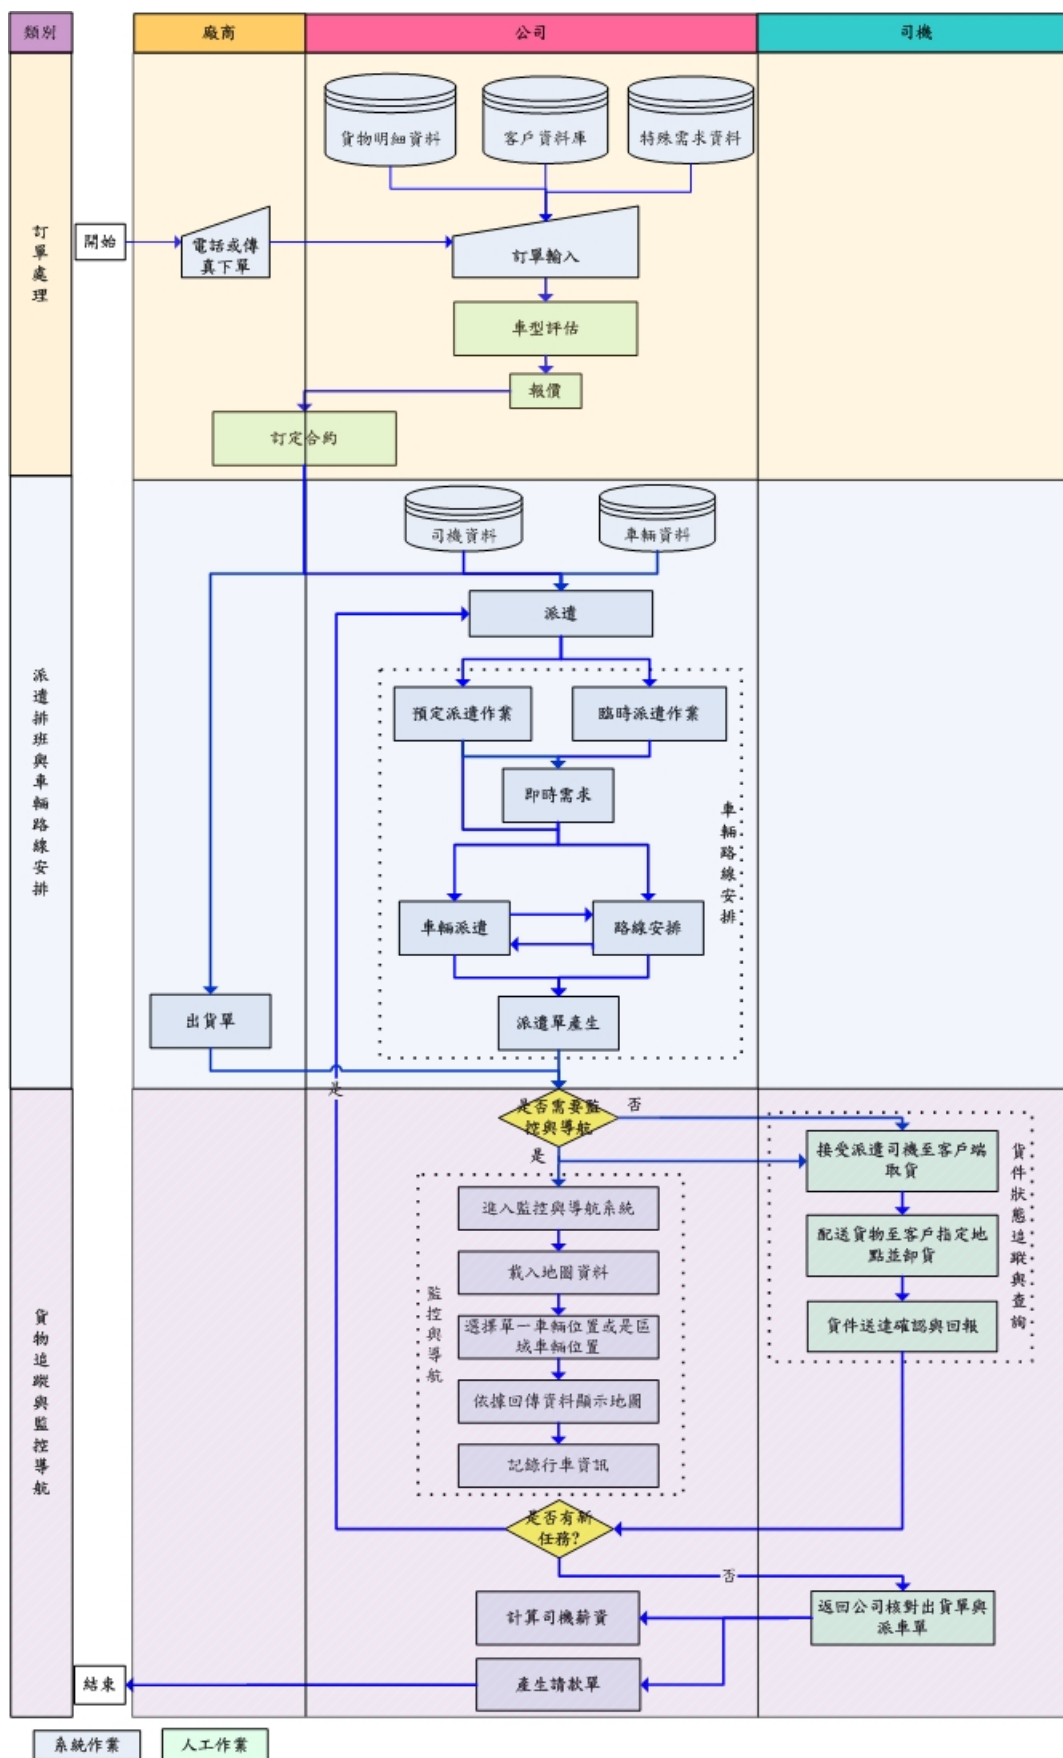 類別
廠商
公司
司機
訂單處理
貨物明細資料
客戶資料庫
特殊需求資料
開始
電話或傳
真下單
訂單輸入
車型評估
報價
訂定合約
派遣排班與車輛路線安排
司機資料
車輛資料
派遣
預定派遣作業
臨時派遣作業
即時需求
車輛路線安排
車輛派遣
路線安排
出貨單
派遣單產生
貨物追蹤與監控導航
是
是否需要監
控與導航
否
是
接受派遣司機至客戶端
取貨
貨件狀態追蹤與查詢
進入監控與導航系統
配送貨物至客戶指定地
點並卸貨
載入地圖資料
監控與導航
選擇單一車輛位置或是區
域車輛位置
貨件送達確認與回報
依據回傳資料顯示地圖
記錄行車資訊
是否有新
任務?
否
計算司機薪資
返回公司核對出貨單與
派車單
結束
產生請款單
系統作業
人工作業